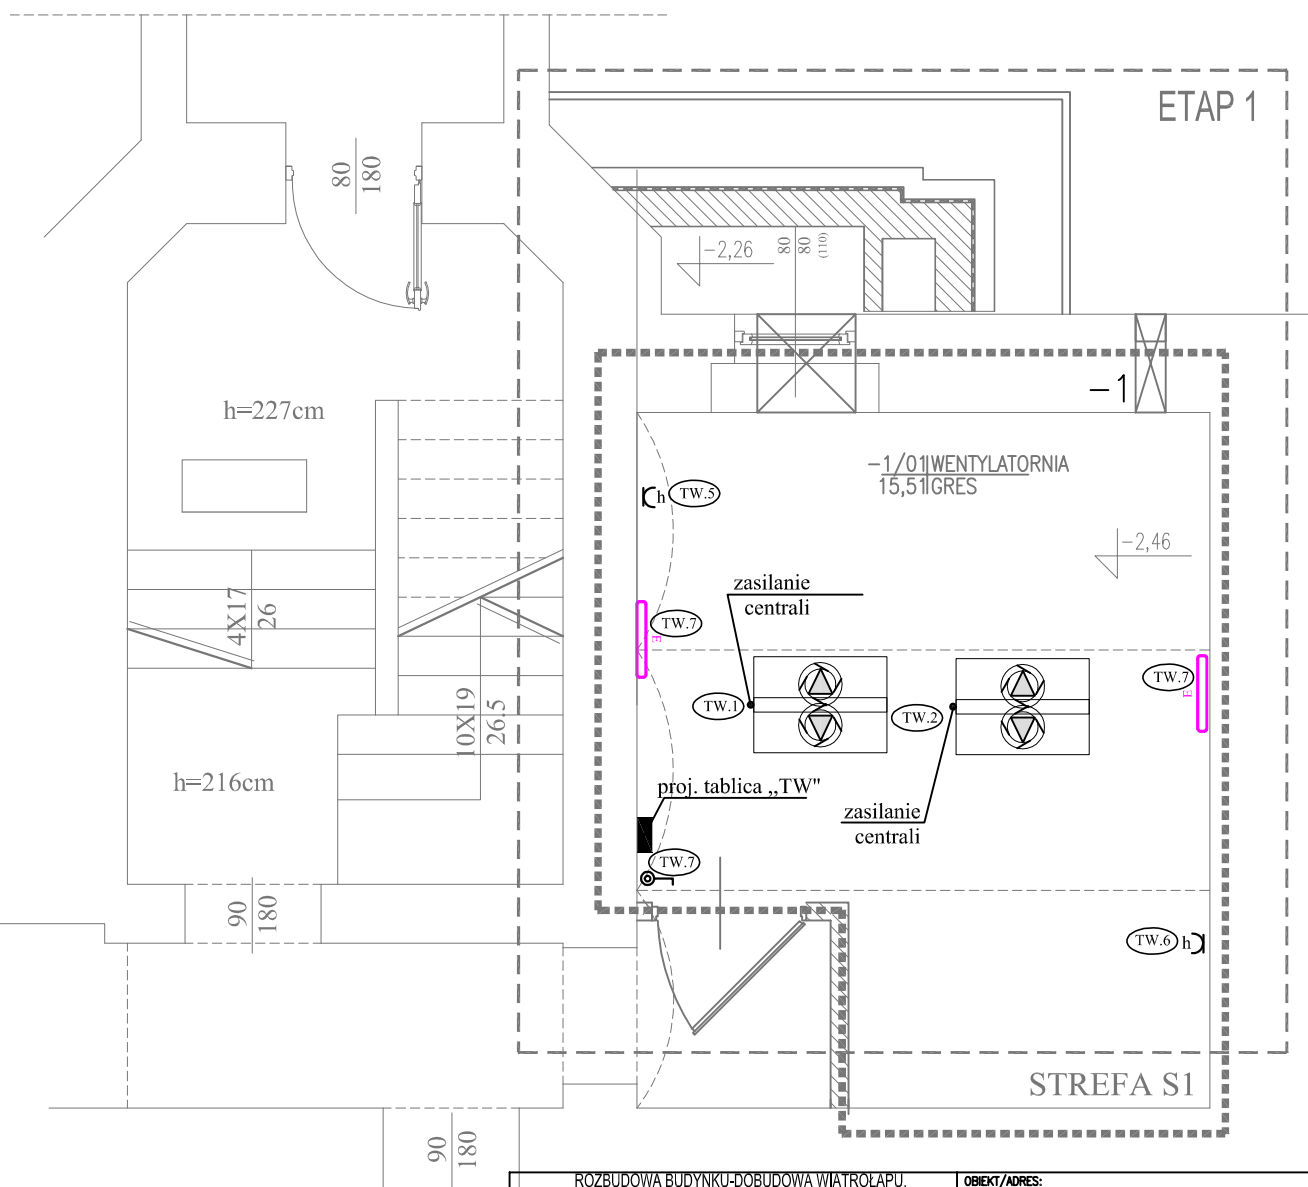 ETAP 1
80
180
-2,26
80
80
(110)
-1
h=227cm
-1/01 WENTYLATORNIA
15,51 GRES
h TW.5
-2,46
zasilanie
centrali
4X17
26
TW.7
E
TW.7
E
TW.1
TW.2
10X19
26.5
h=216cm
proj. tablica ,,TW"
zasilanie
centrali
TW.7
90
180
TW.6 h
STREFA S1
90
180
ROZBUDOWA BUDYNKU-DOBUDOWA WIATROŁAPU,
OBIEKT/ADRES: